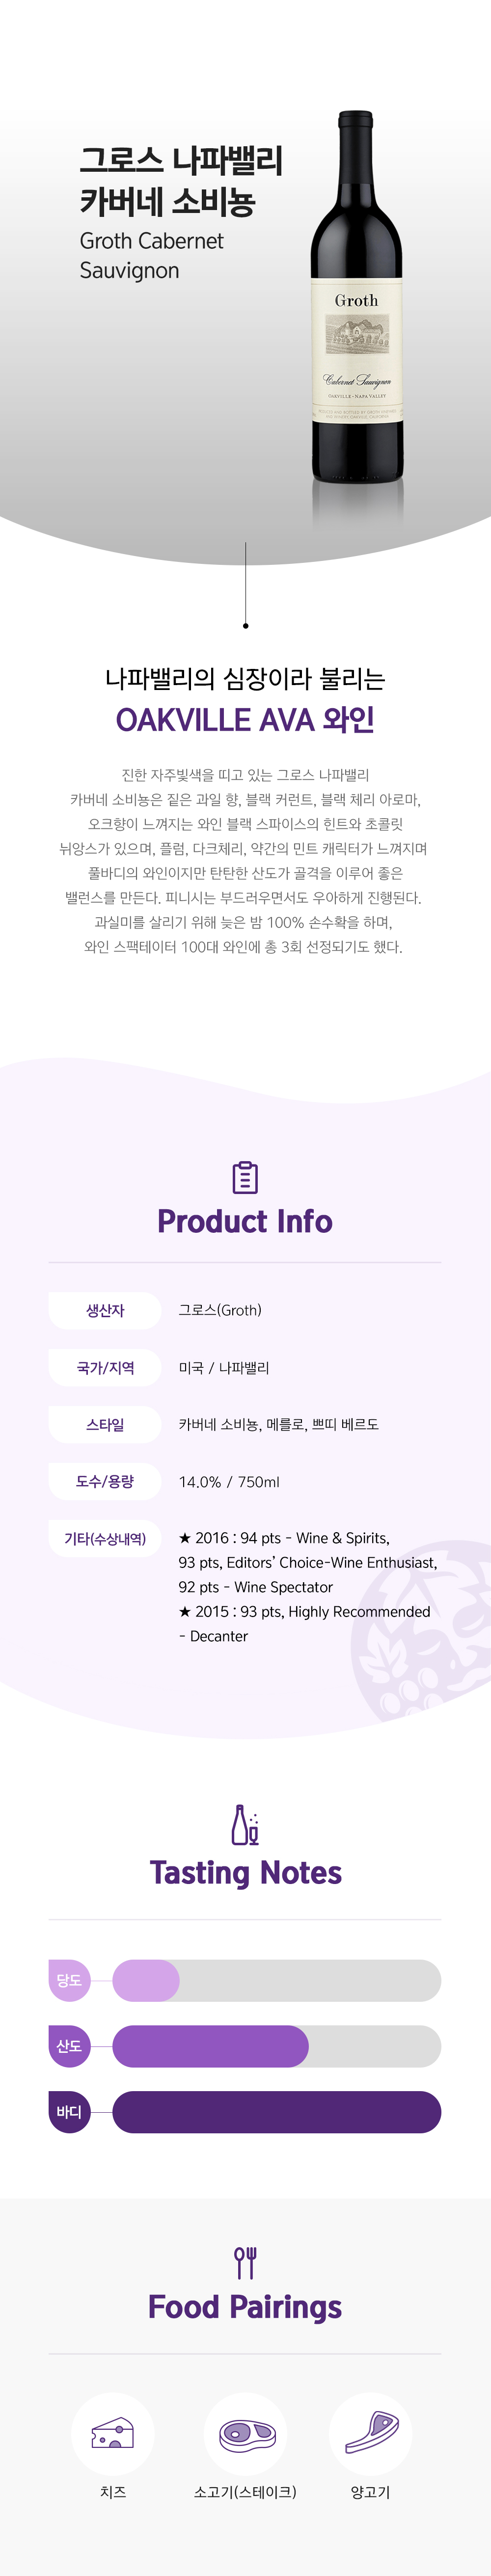 그로스 나파밸리
카버네 소비뇽
Groth Cabernet
Sauvignon
Groth
Cabernet Sauvignon
OAKVILLE - NAPA VALLEY
나파밸리의 심장이라 불리는
OAKVILLE AVA 와인
진한 자주빛색을 띠고 있는 그로스 나파밸리
카버네 소비뇽은 짙은 과일 향, 블랙 커런트, 블랙 체리 아로마,
오크향이 느껴지는 와인 블랙 스파이스의 힌트와 초콜릿
뉘앙스가 있으며, 플럼, 다크체리, 약간의 민트 캐릭터가 느껴지며
풀바디의 와인이지만 탄탄한 산도가 골격을 이루어 좋은
밸런스를 만든다. 피니시는 부드러우면서도 우아하게 진행된다.
과실미를 살리기 위해 늦은 밤 100% 손수확을 하며,
와인 스팩테이터 100대 와인에 총 3회 선정되기도 했다.
Product Info
생산자 그로스(Groth)
국가/지역 미국 / 나파밸리
스타일 카버네 소비뇽, 메를로, 쁘띠 베르도
도수/용량 14.0% / 750ml
기타(수상내역) ★ 2016 : 94 pts - Wine & Spirits,
93 pts, Editors’ Choice-Wine Enthusiast,
92 pts - Wine Spectator
★ 2015 : 93 pts, Highly Recommended
- Decanter
Tasting Notes
당도
산도
바디
Food Pairings
치즈 소고기(스테이크) 양고기